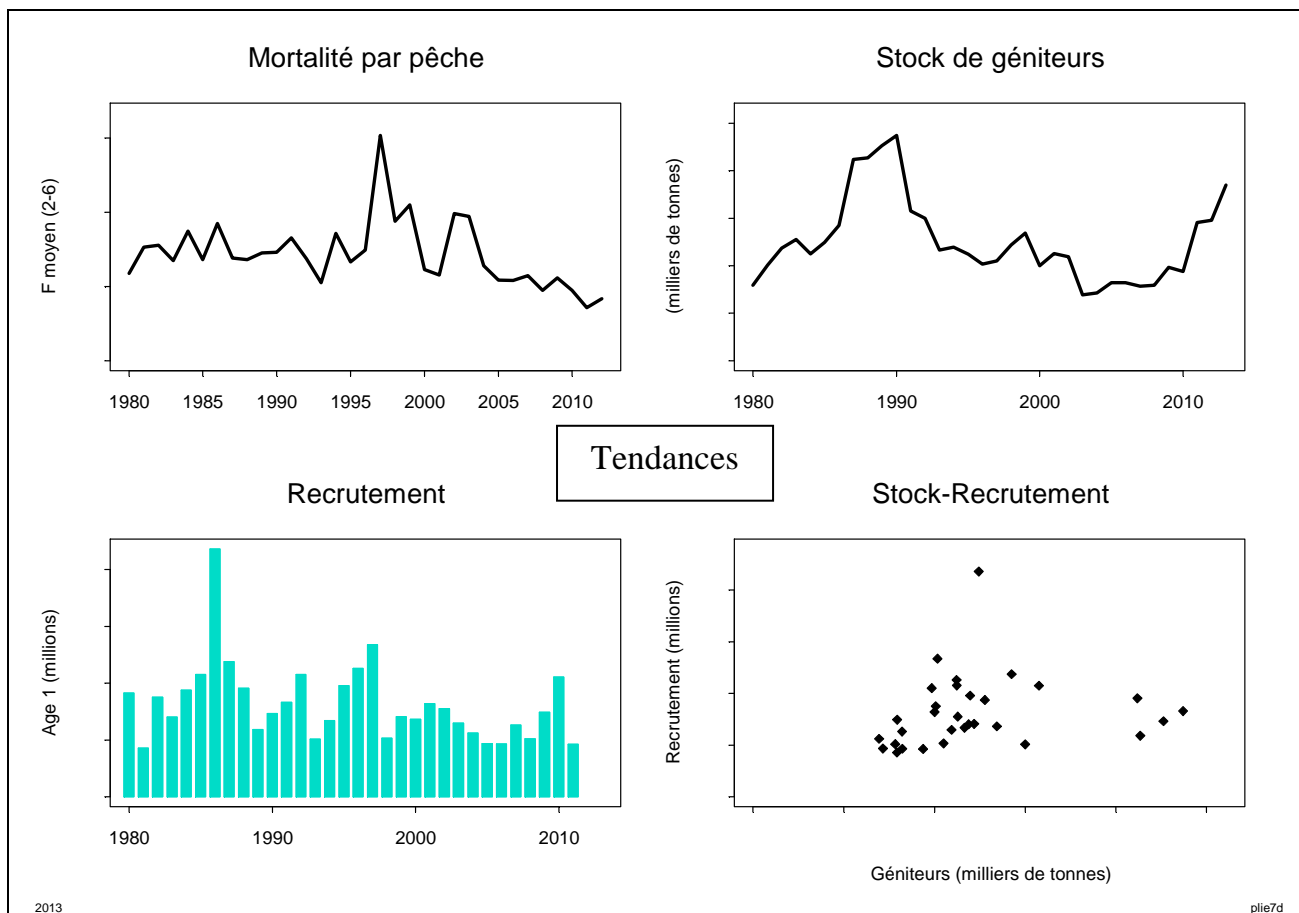 Mortalité par pêche
F moyen (2-6)
1980 1985 1990 1995 2000 2005 2010
Stock de géniteurs
(milliers de tonnes)
1980 1990 2000 2010
Tendances
Recrutement
Age 1 (millions)
1980 1990 2000 2010
Stock-Recrutement
Recrutement (millions)
Géniteurs (milliers de tonnes)
2013
plie7d